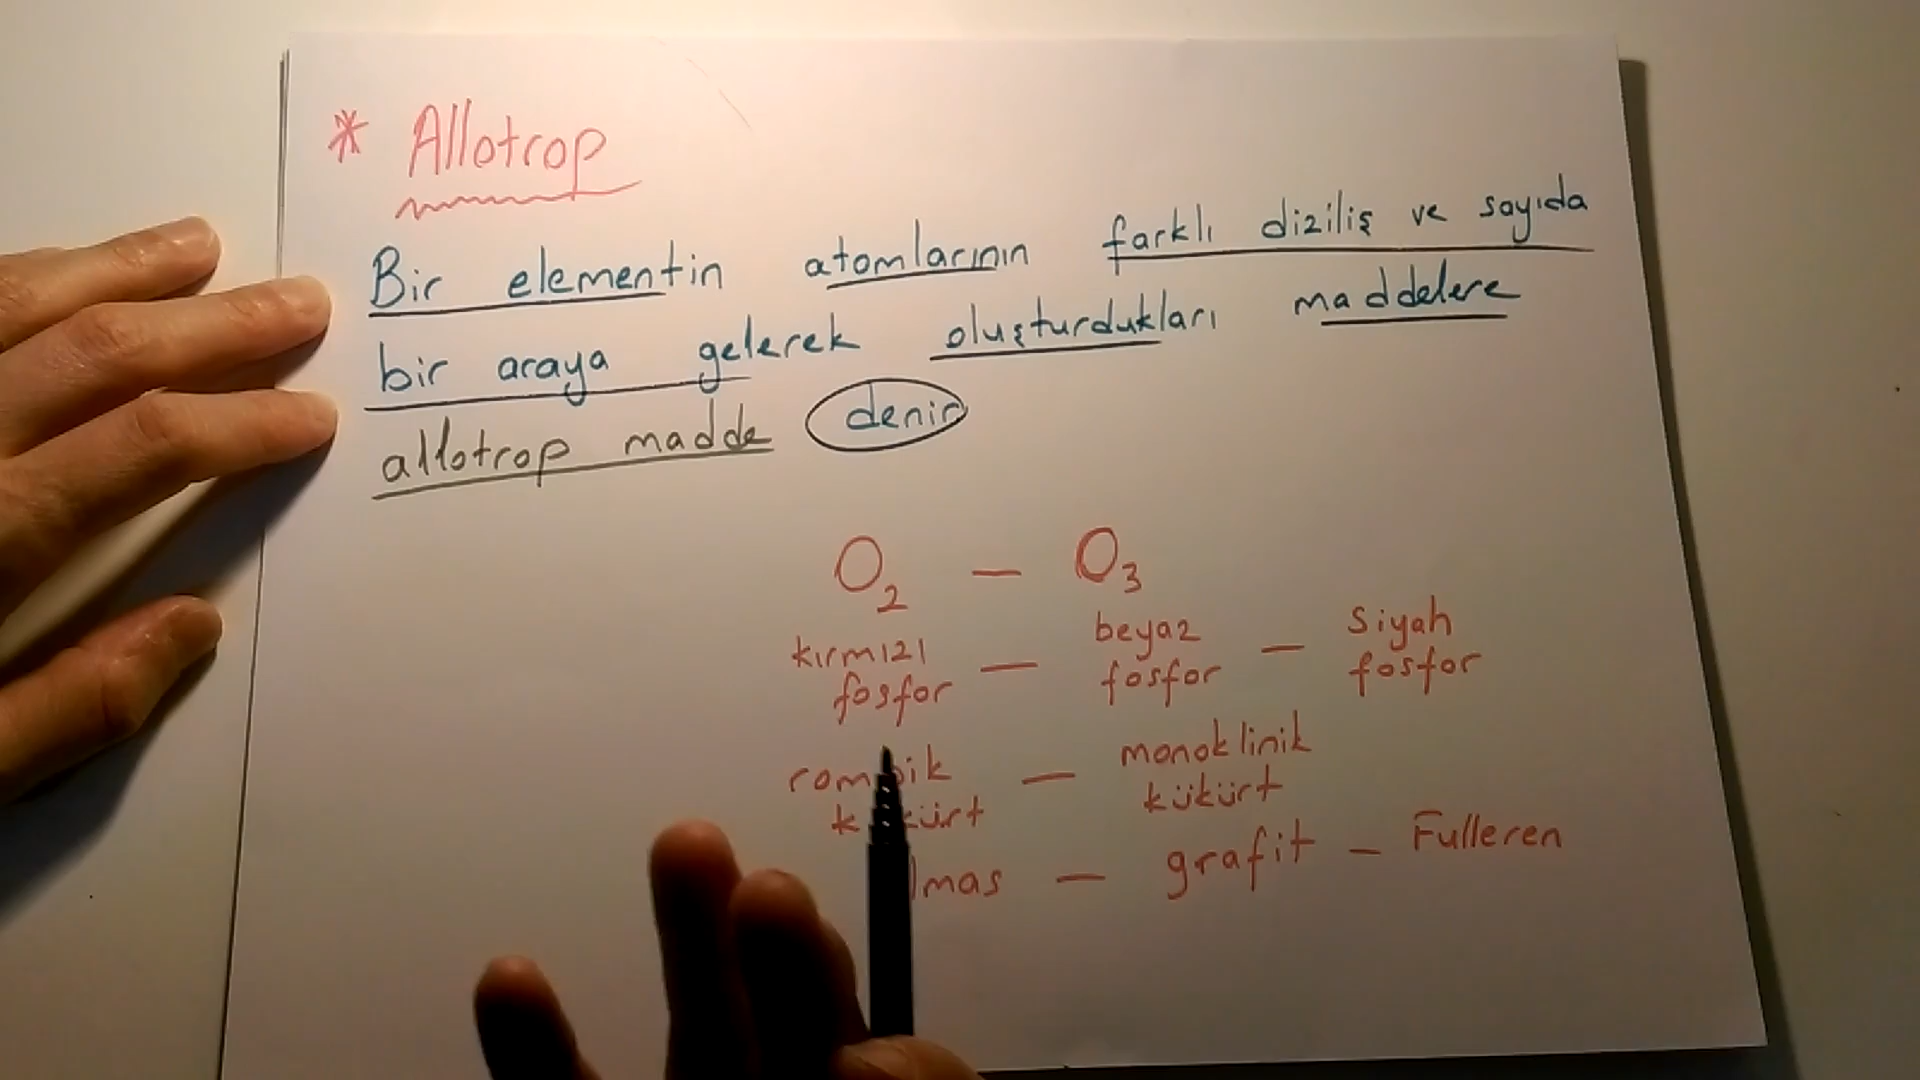 * Allotrop
Bir elementin atomlarının farklı diziliş ve sayıda
bir araya gelerek oluşturdukları maddelere
allotrop madde denir
O₂ — O₃
kırmızı fosfor — beyaz fosfor — siyah fosfor
kükürt — monoklinik kükürt
— grafit — Fulleren